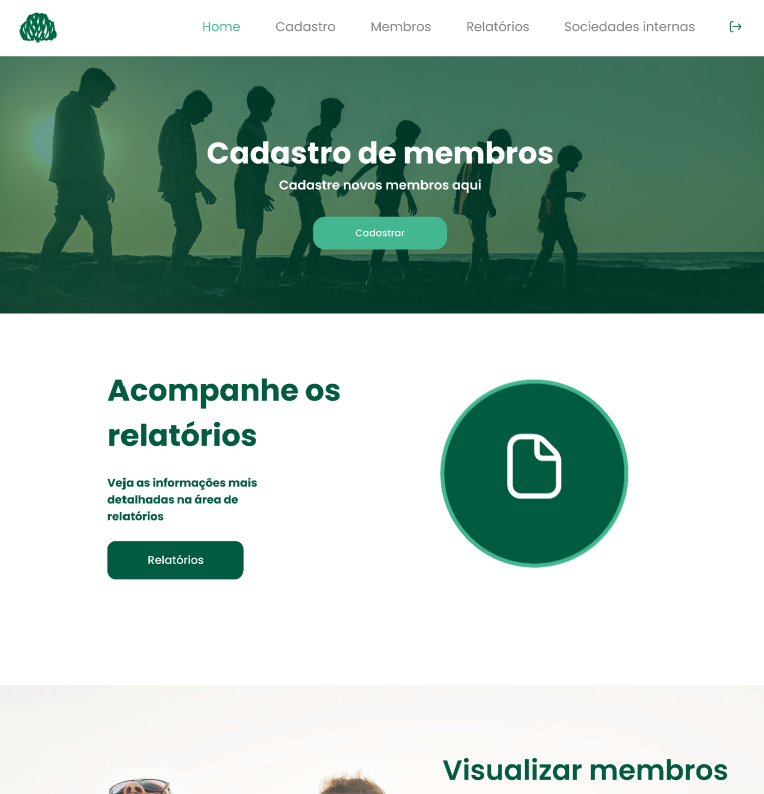 Home Cadastro Membros Relatórios Sociedades internas
Cadastro de membros
Cadastre novos membros aqui
Cadastrar
Acompanhe os
relatórios
Veja as informações mais
detalhadas na área de
relatórios
Relatórios
Visualizar membros